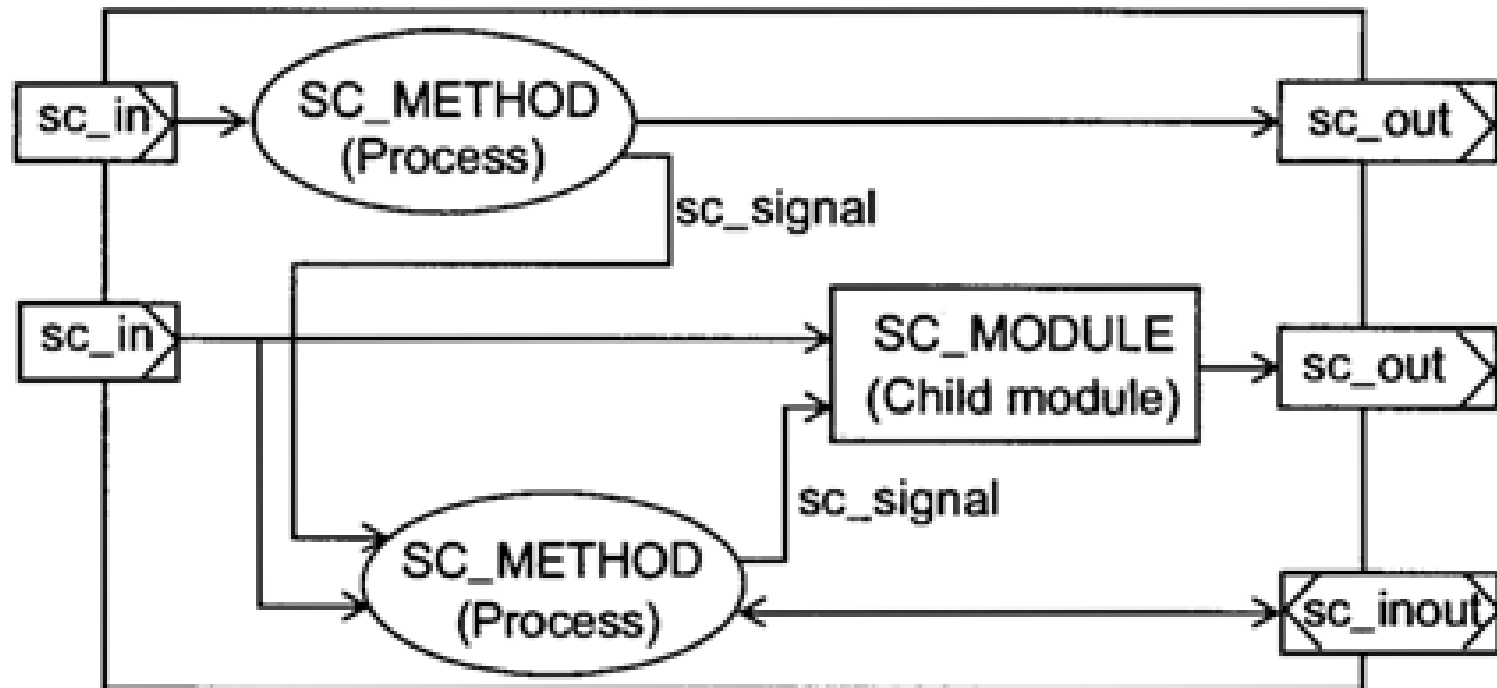 sc_in
SC_METHOD
(Process)
sc_out
sc_signal
sc_in
SC_MODULE
(Child module)
sc_out
sc_signal
SC_METHOD
(Process)
sc_inout